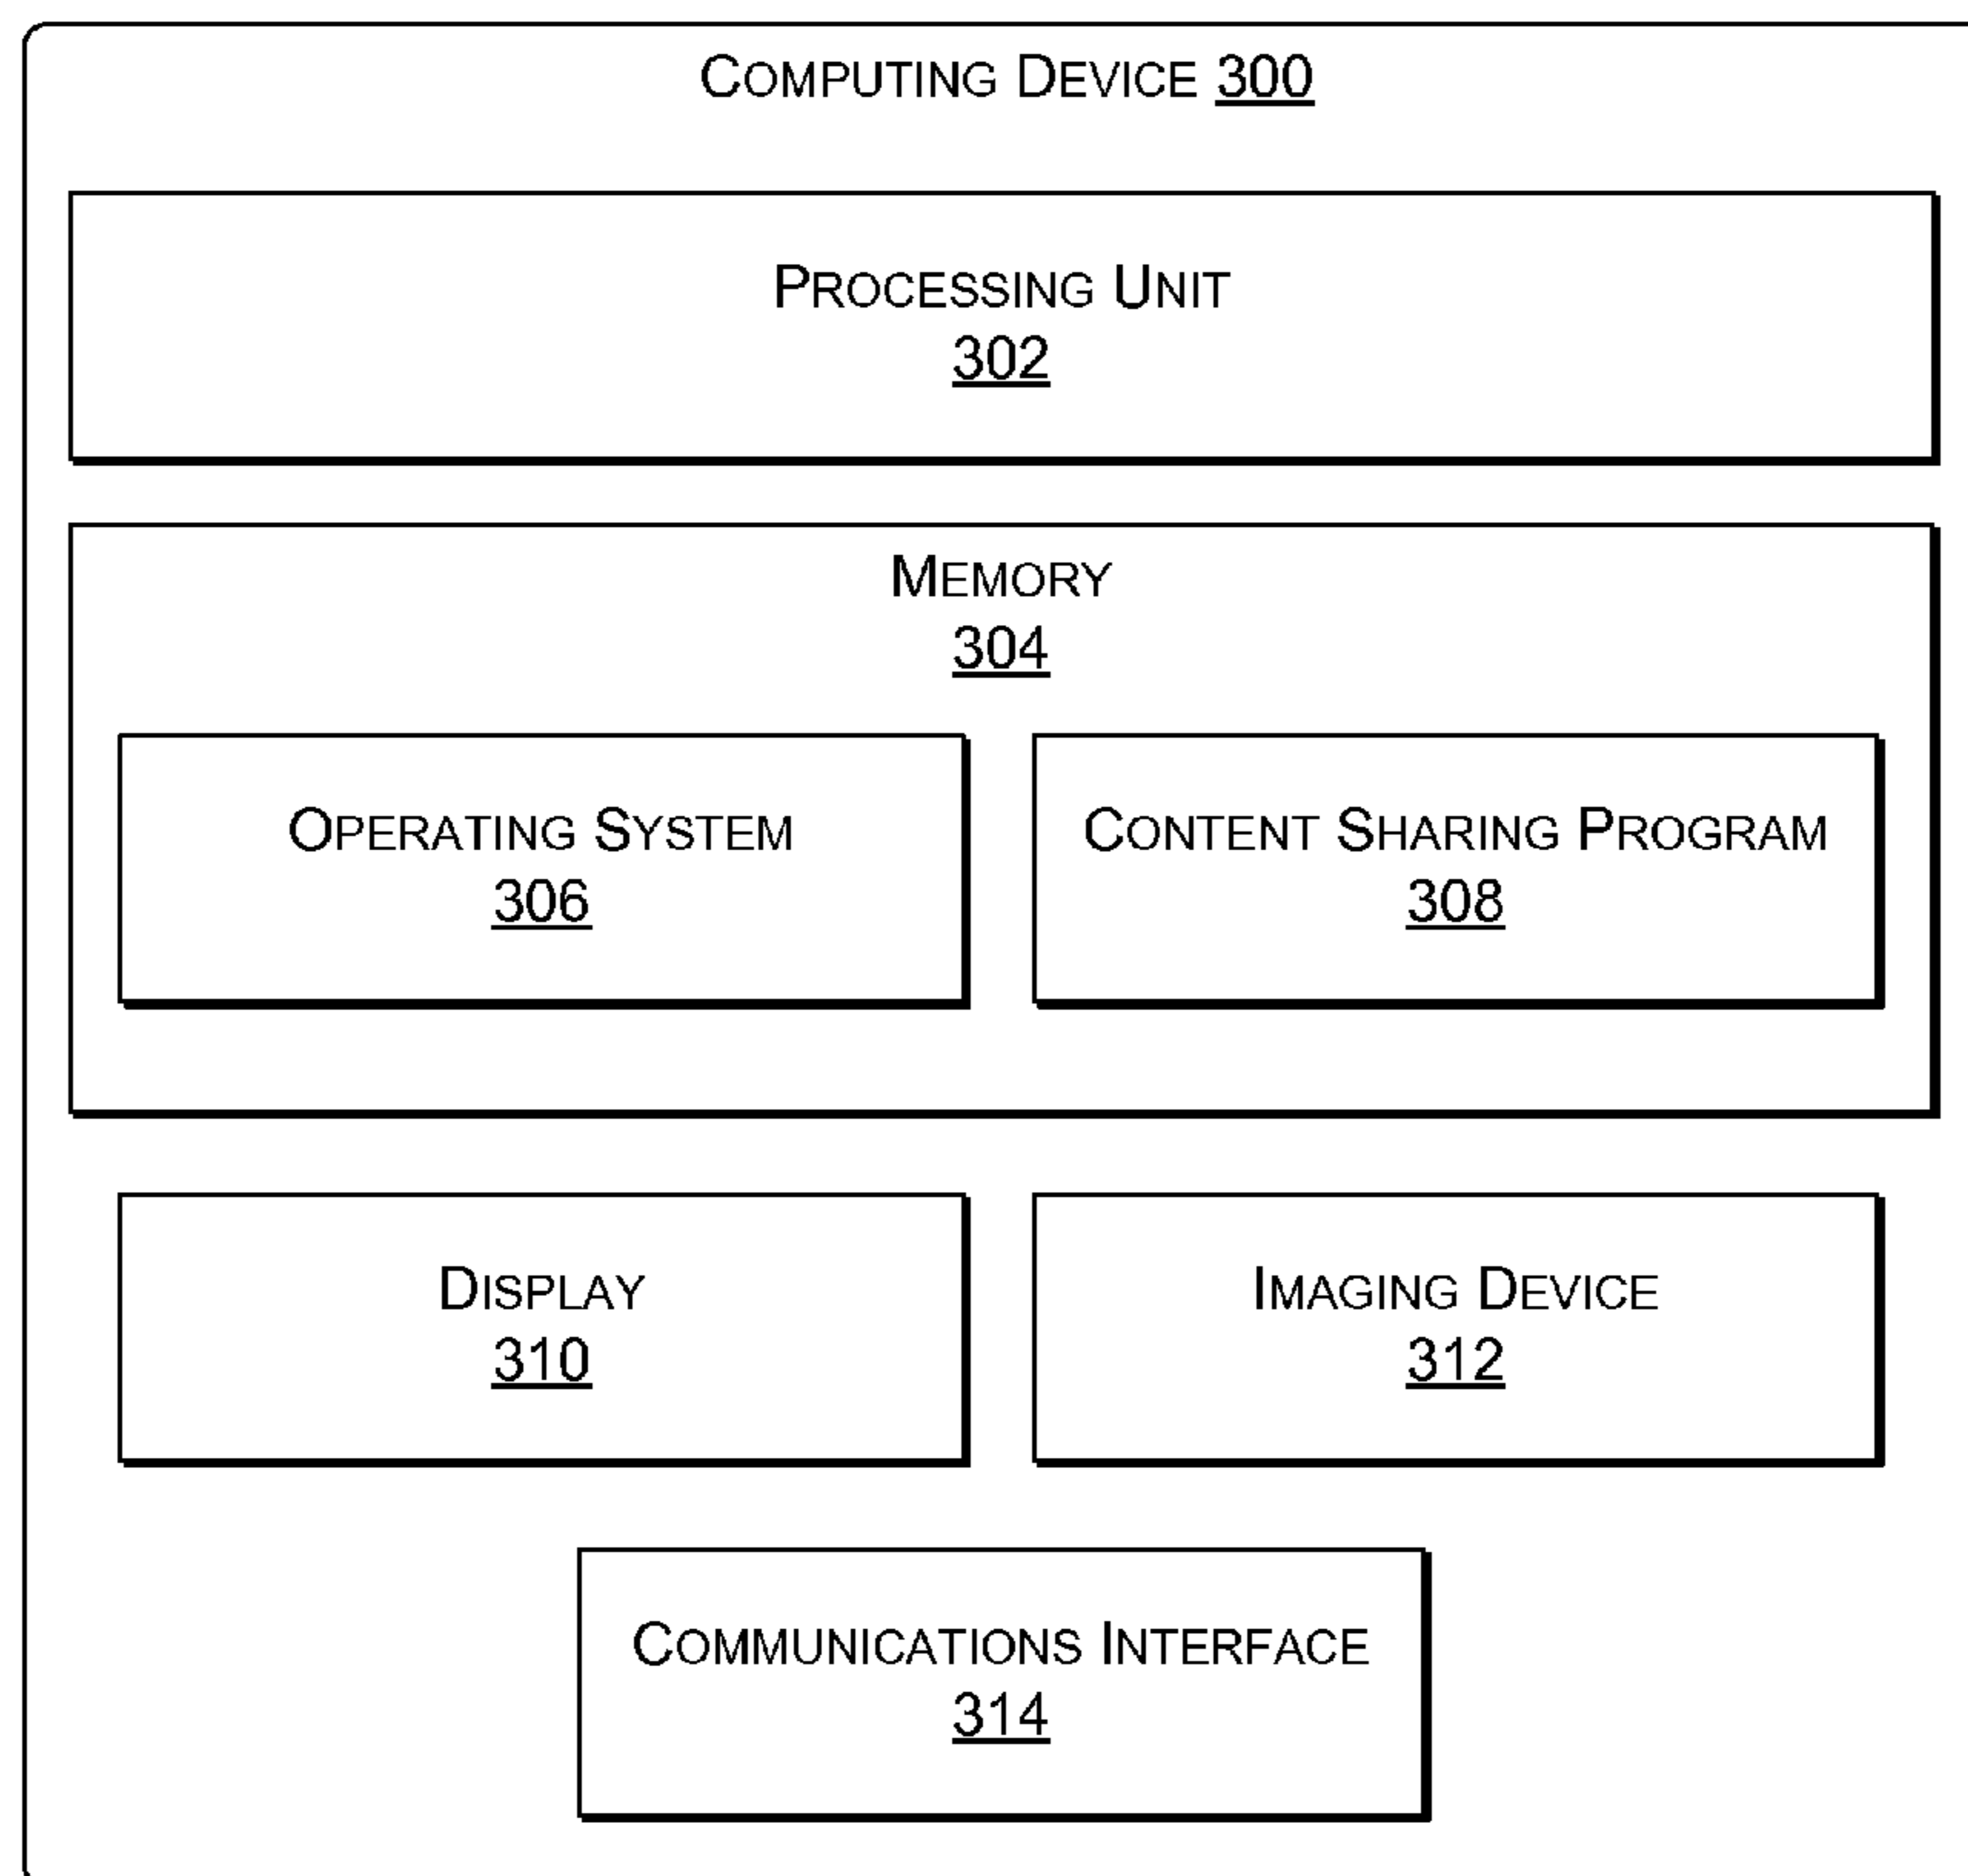 COMPUTING DEVICE 300
PROCESSING UNIT
302
MEMORY
304
OPERATING SYSTEM
306
CONTENT SHARING PROGRAM
308
DISPLAY
310
IMAGING DEVICE
312
COMMUNICATIONS INTERFACE
314